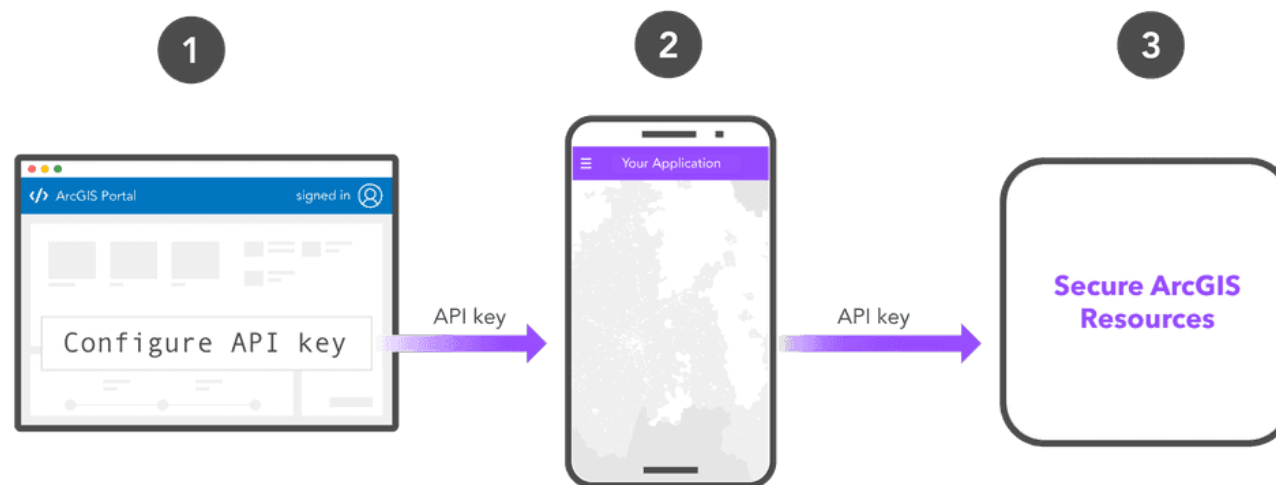 1
2
3
</> ArcGIS Portal
signed in
Configure API key
API key
Your Application
API key
Secure ArcGIS
Resources